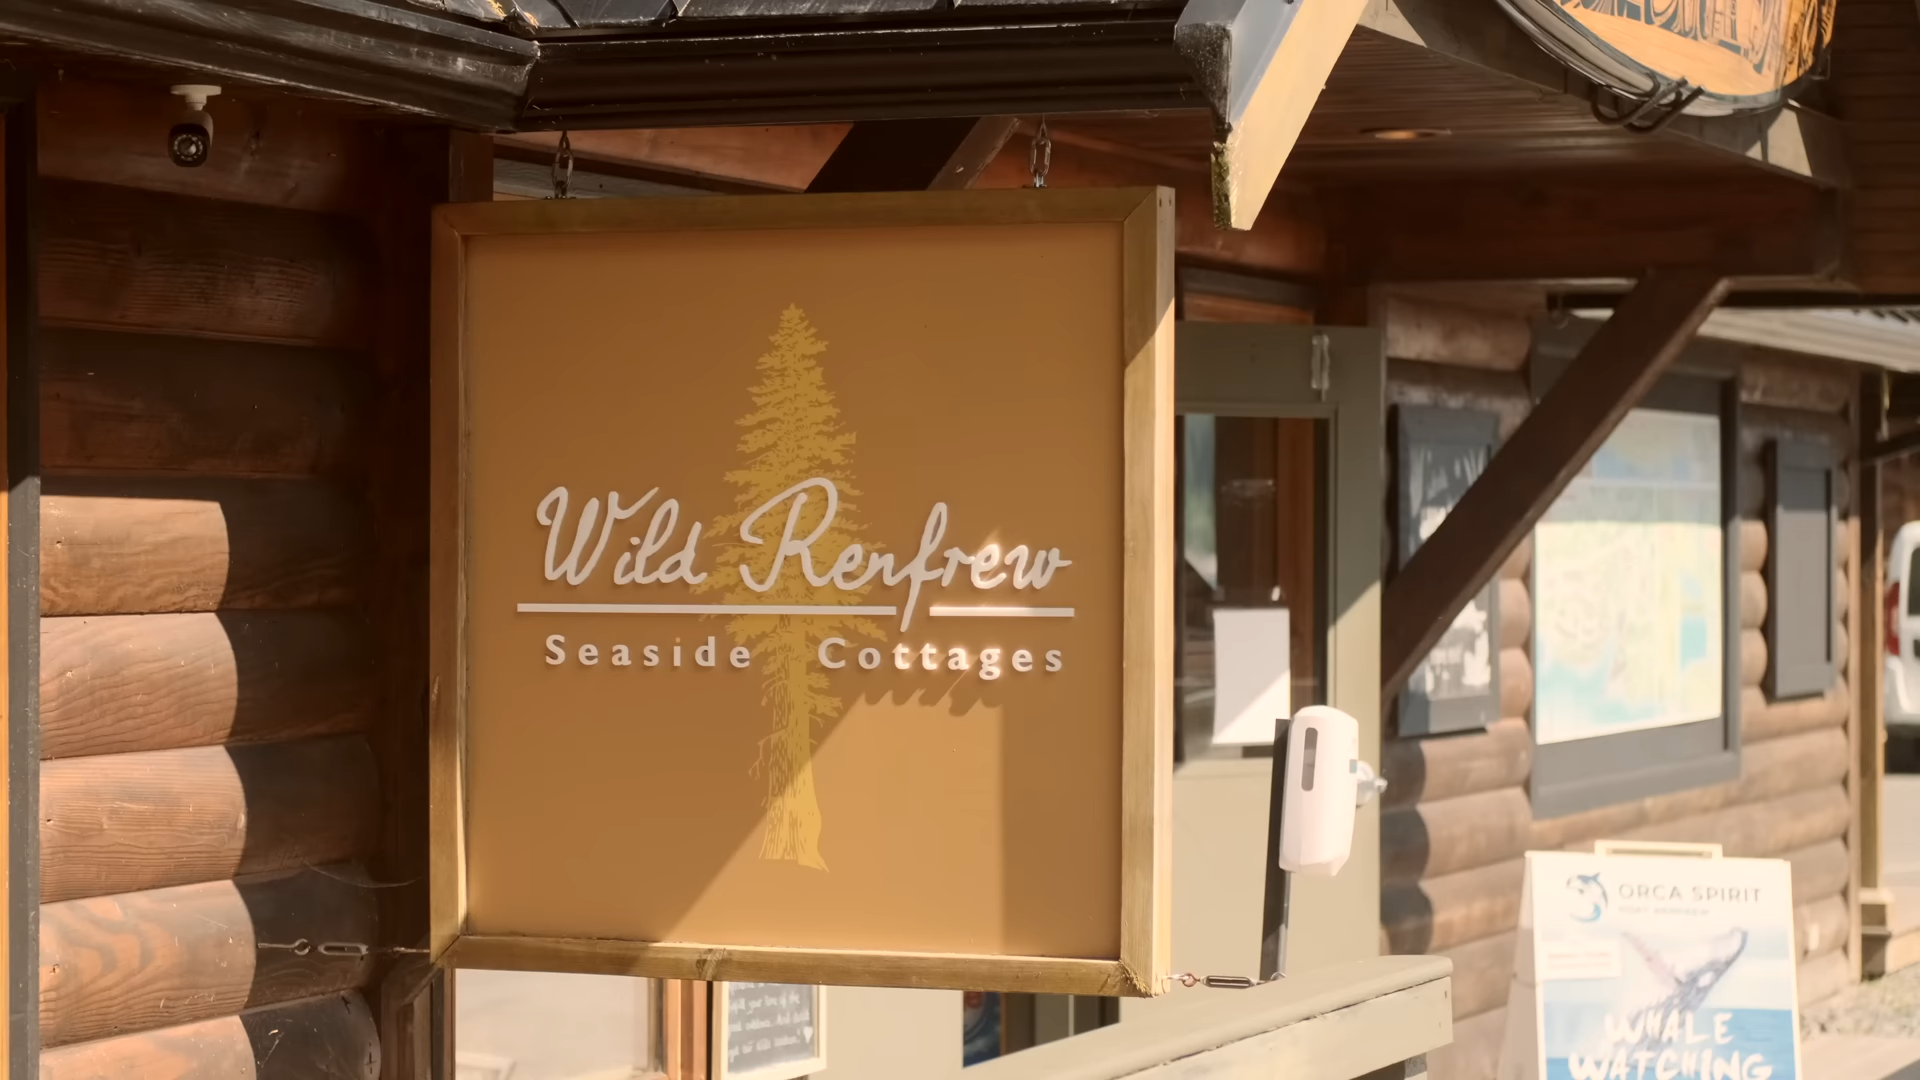 Wild Renfrew
Seaside Cottages
ORCA SPIRIT
WHALE
WATCHING